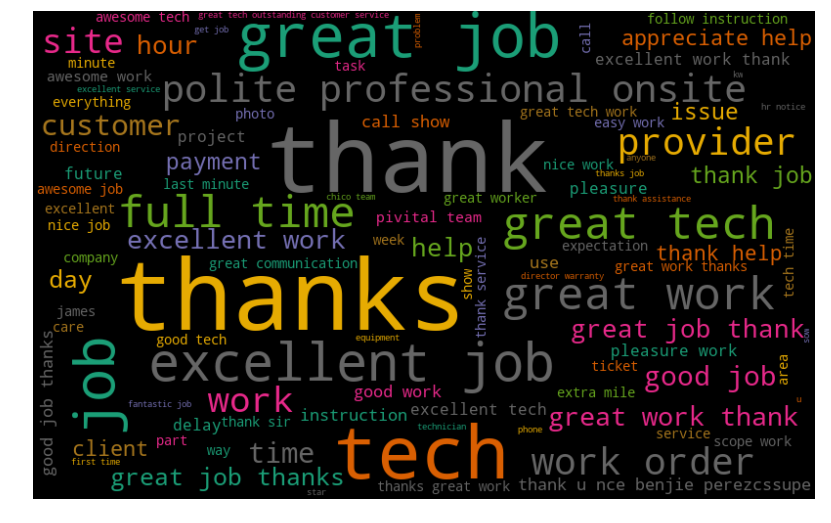 awesome tech
great tech outstanding customer service
great job
problem
call
follow instruction
site
hour
get job
appreciate help
minute
task
excellent work thank
awesome work
polite professional onsite
kw
excellent service
everything
photo
great tech work
issue
hr notice
customer
call show
easy work
provider
direction
project
thank
payment
nice work
anyone
thanks job
thank job
future
last minute
pleasure
awesome job
chico team
great worker
thank assistance
excellent
full time
pivital team
great tech
nice job
excellent work
week
help
expectation
thank help
tech time
company
great communication
thank service
use
great work thanks
day
thanks
show
director warranty
great work
james
care
good tech
equipment
great job thank
sow
good job thanks
job
excellent job
pleasure work
ticket
good job
area
work
good work
extra mile
fantastic job
instruction
excellent tech
great work thank
c
delay
thank sir
technician
phone
service
client
part
way
time
tech
scope work
first time
work order
great job thanks
star
thanks great work
thank u nce benjie perezcssupe